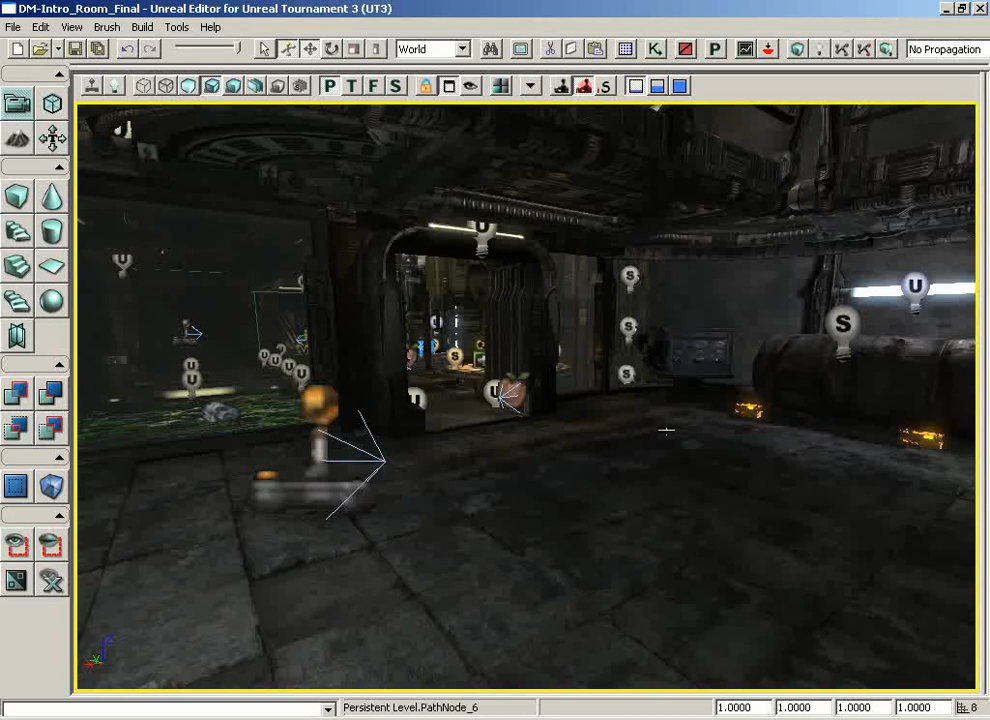 DM-Intro_Room_Final* - Unreal Editor for Unreal Tournament 3 (UT3)
File Edit View Brush Build Tools Help
World
P
No Propagation
P T F S
S
U
U
S
U
U
S
S
U
S
U
U
U
U
U
U
S
U
U
Persistent Level.PathNode_6
1.0000 1.0000 1.0000 1.0000 8